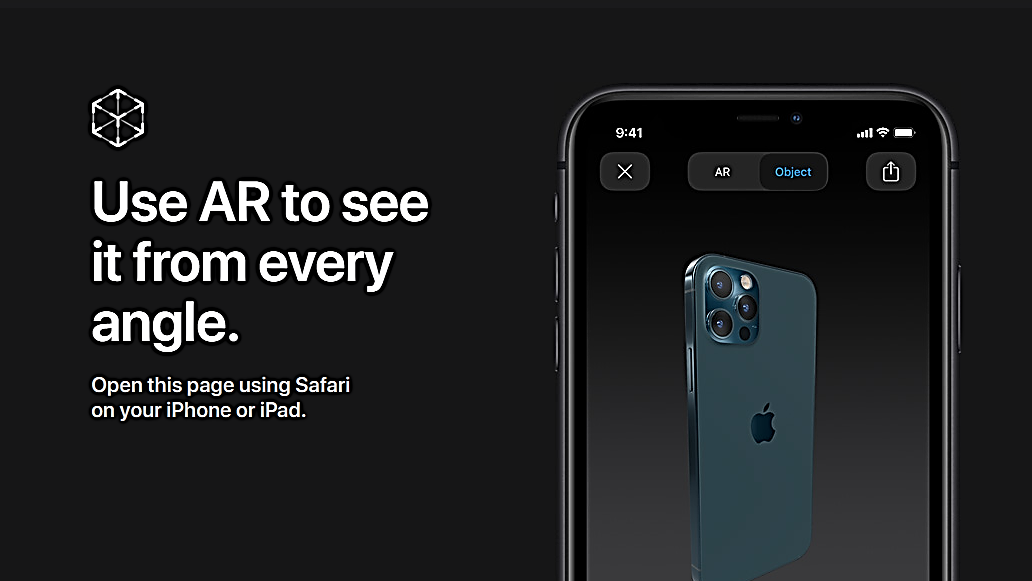 Use AR to see
it from every
angle.
Open this page using Safari
on your iPhone or iPad.
9:41
AR
Object